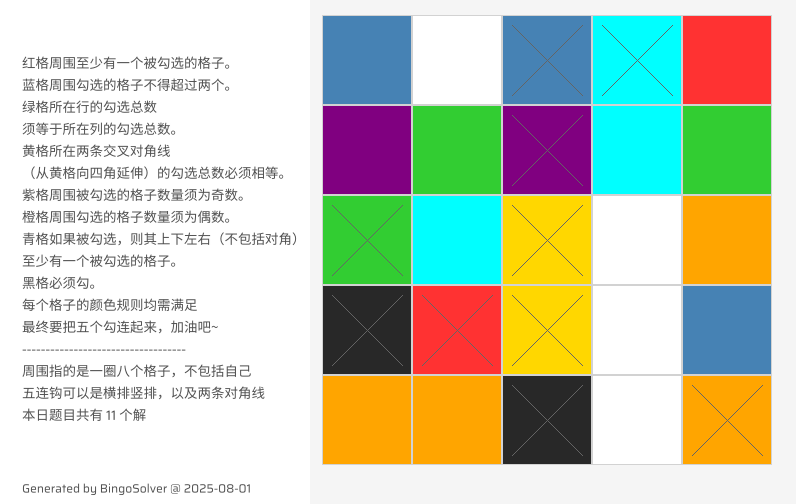 红格周围至少有一个被勾选的格子。
蓝格周围勾选的格子不得超过两个。
绿格所在行的勾选总数
须等于所在列的勾选总数。
黄格所在两条交叉对角线
（从黄格向四角延伸）的勾选总数必须相等。
紫格周围被勾选的格子数量须为奇数。
橙格周围勾选的格子数量须为偶数。
青格如果被勾选，则其上下左右（不包括对角）
至少有一个被勾选的格子。
黑格必须勾。
每个格子的颜色规则均需满足
最终要把五个勾连起来，加油吧~
-----------------------------------
周围指的是一圈八个格子，不包括自己
五连钩可以是横排竖排，以及两条对角线
本日题目共有 11 个解
Generated by BingoSolver @ 2025-08-01